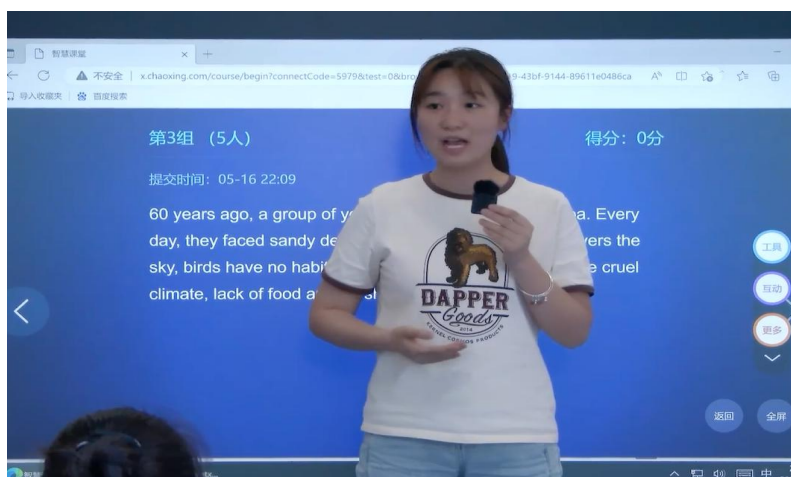 智慧课堂
不安全 x.chaoxing.com/course/begin?connectCode=5979&test=0&bro 9-43bf-9144-89611e0486ca
导入收藏夹 百度搜索
第3组 (5人) 得分：0分
提交时间：05-16 22:09
60 years ago, a group of ea. Every
day, they faced sandy the
sky, birds have no cruel
climate, lack of food
DAPPER
Goods
2014
工具
互动
更多
返回 全屏
中